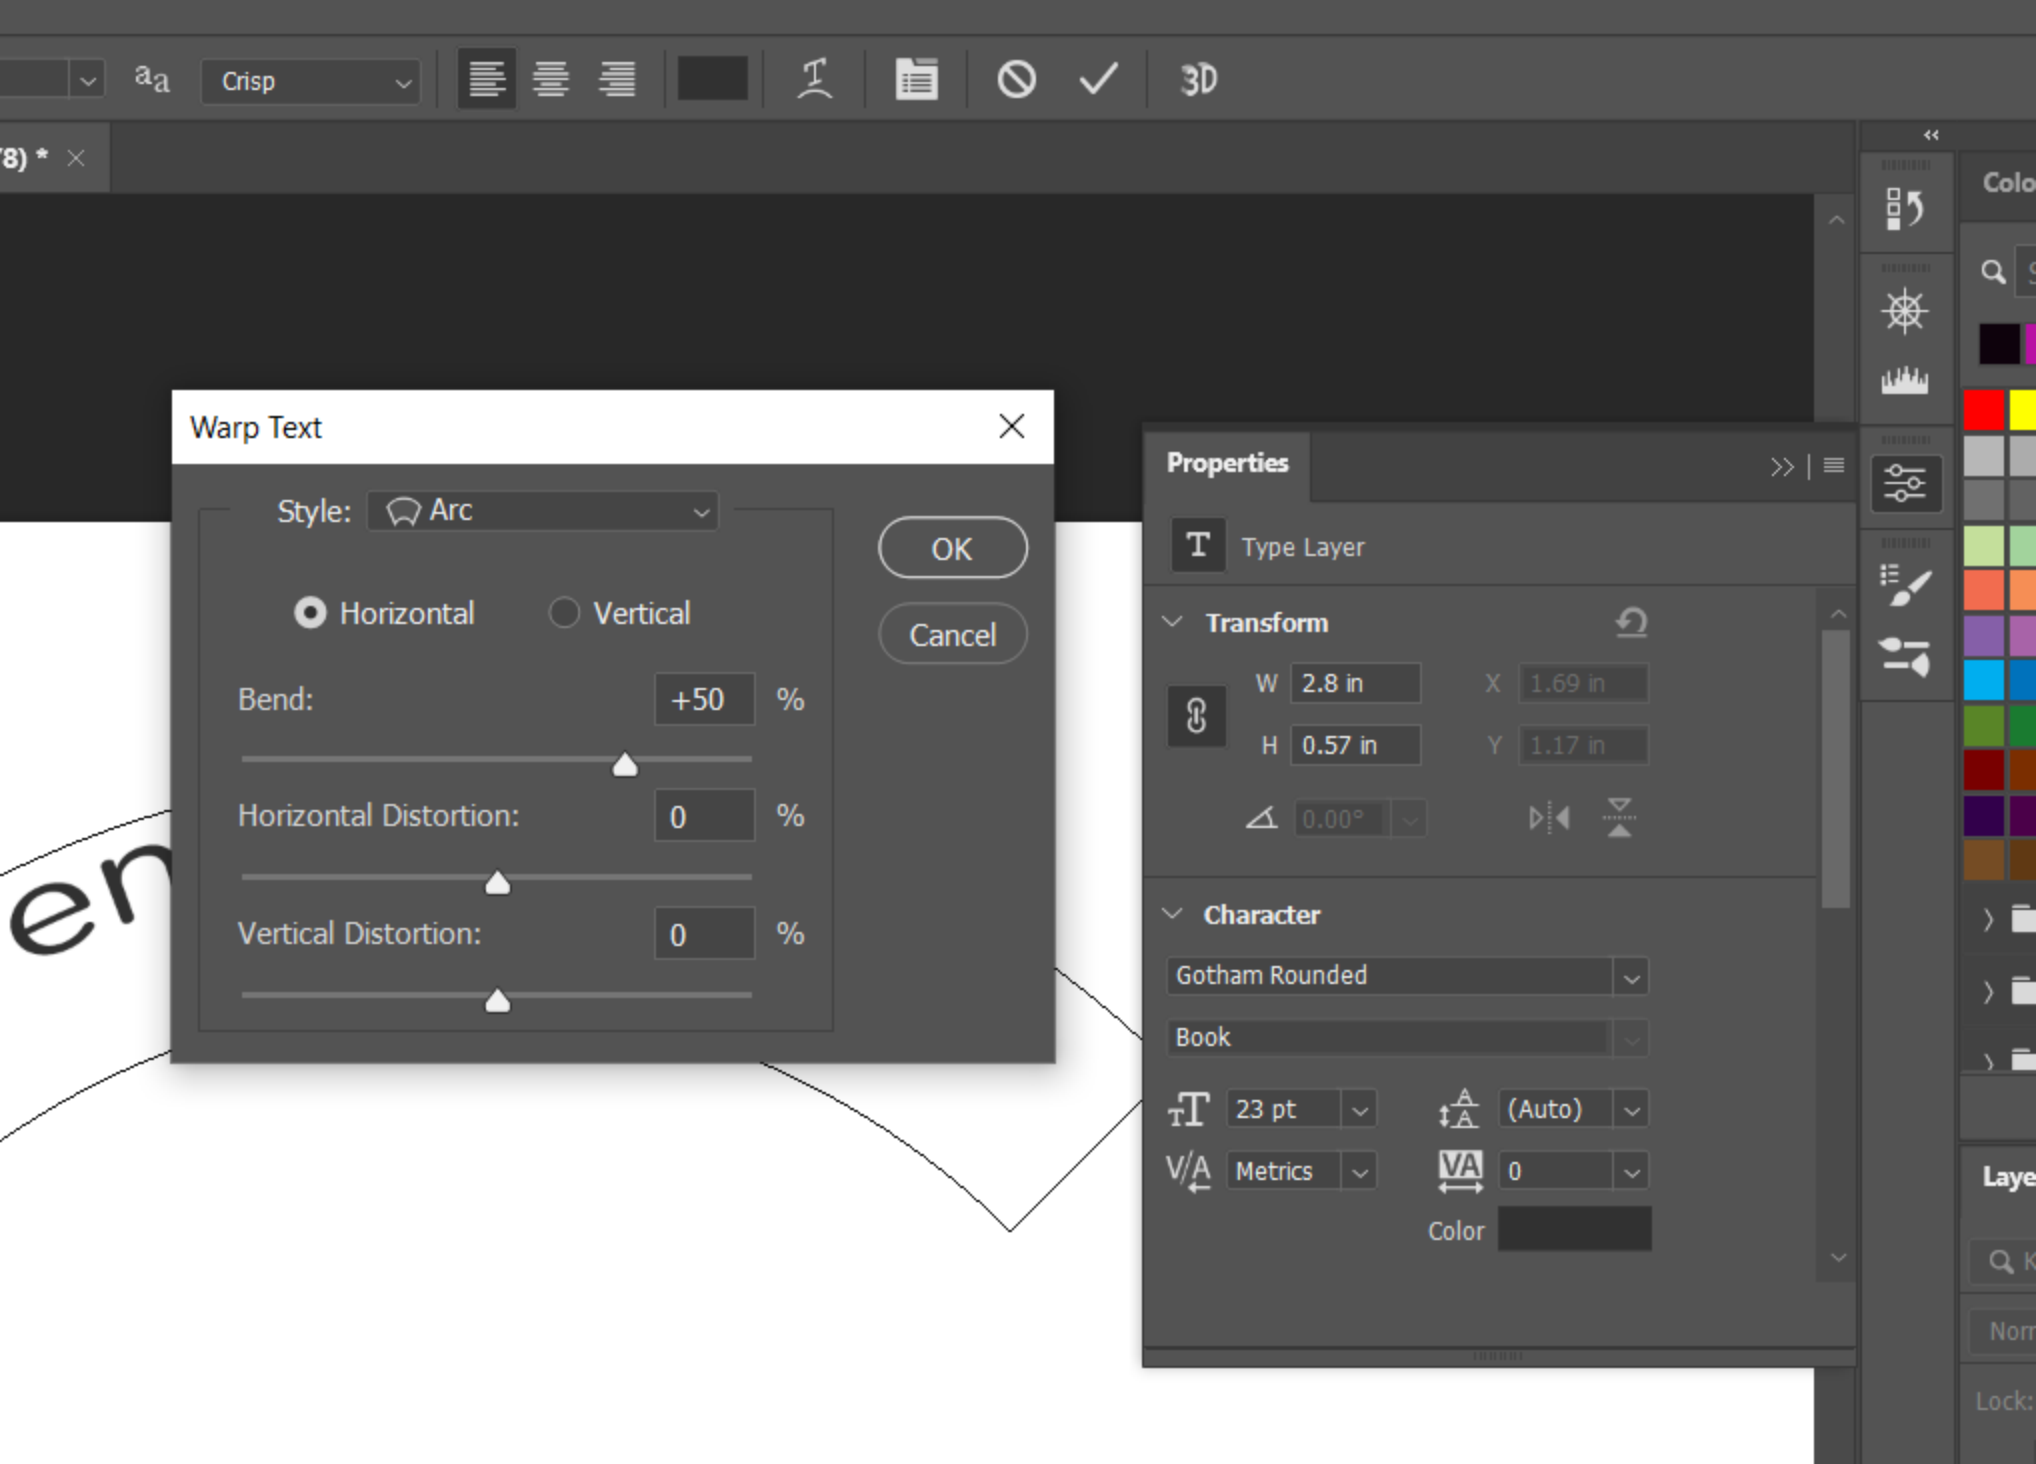 aa Crisp 3D
8) *
Colo
Warp Text
Style: Arc
OK
Horizontal Vertical
Cancel
Bend: +50 %
Horizontal Distortion: 0 %
Vertical Distortion: 0 %
en
Properties
T Type Layer
Transform
W 2.8 in X 1.69 in
H 0.57 in Y 1.17 in
0.00°
Character
Gotham Rounded
Book
23 pt (Auto)
V/A Metrics VA 0
Color
Laye
Norr
Lock: